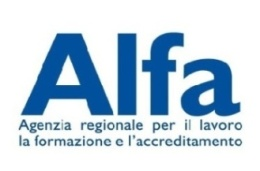 Alfa
Agenzia regionale per il lavoro
la formazione e l'accreditamento